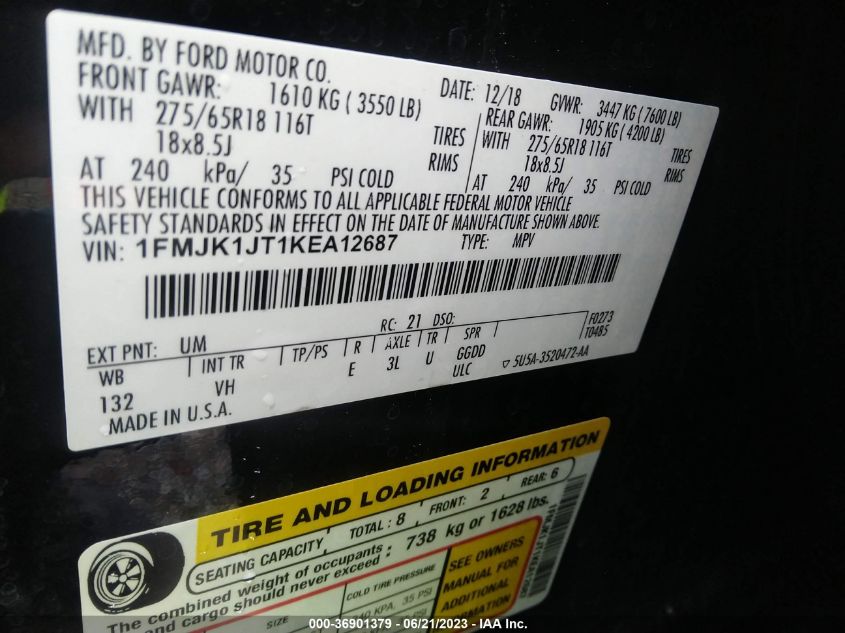 MFD. BY FORD MOTOR CO.
DATE: 12/18 GVWR: 3447 KG ( 7600 LB)
FRONT GAWR: 1610 KG ( 3550 LB)
REAR GAWR: 1905 KG ( 4200 LB)
WITH 275/65R18 116T TIRES
WITH 275/65R18 116T TIRES
18x8.5J RIMS
18x8.5J RIMS
AT 240 kPa/ 35 PSI COLD
AT 240 kPa/ 35 PSI COLD
THIS VEHICLE CONFORMS TO ALL APPLICABLE FEDERAL MOTOR VEHICLE
SAFETY STANDARDS IN EFFECT ON THE DATE OF MANUFACTURE SHOWN ABOVE.
VIN: 1FMJK1JT1KEA12687 TYPE: MPV
EXT PNT: UM RC: 21 DSO: F0273
T0485
WB INT TR TP/PS R AXLE TR SPR
132 VH E 3L U GGDD
ULC
▽ 5U5A-3520472-AA
MADE IN U.S.A.
TIRE AND LOADING INFORMATION
SEATING CAPACITY TOTAL : 8 FRONT: 2 REAR: 6
The combined weight of occupants
and cargo should never exceed : 738 kg or 1628 lbs.
COLD TIRE PRESSURE
35 PSI
SEE OWNERS
MANUAL FOR
ADDITIONAL
INFORMATION
000-36901379 - 06/21/2023 - IAA Inc.